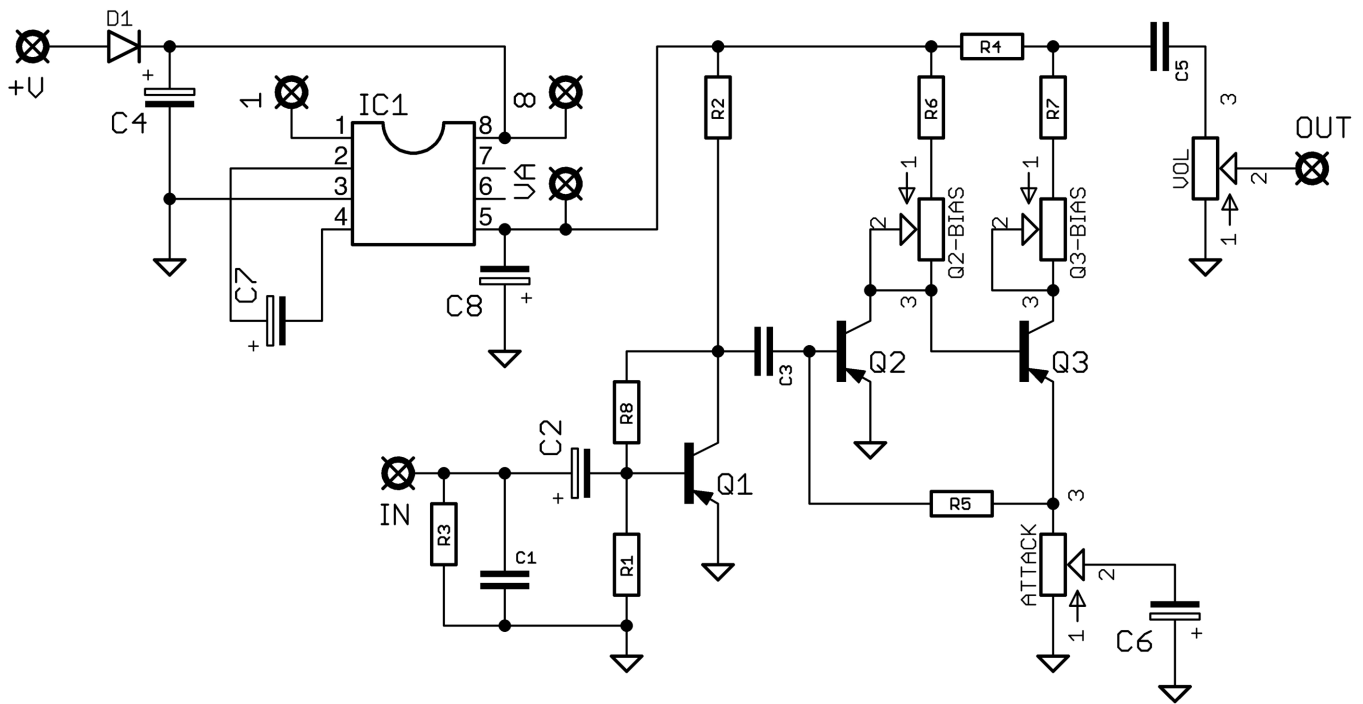 D1
+V
+
C4
1
IC1
8
1
2
3
4
8
7
6
5
VA
C7
+
C8
+
R2
R4
R6
R7
C5
3
VOL
2
1
OUT
1
2
Q2-BIAS
3
1
2
Q3-BIAS
3
C3
Q2
Q3
R8
C2
+
IN
R3
C1
R1
Q1
R5
3
ATTACK
2
1
C6
+